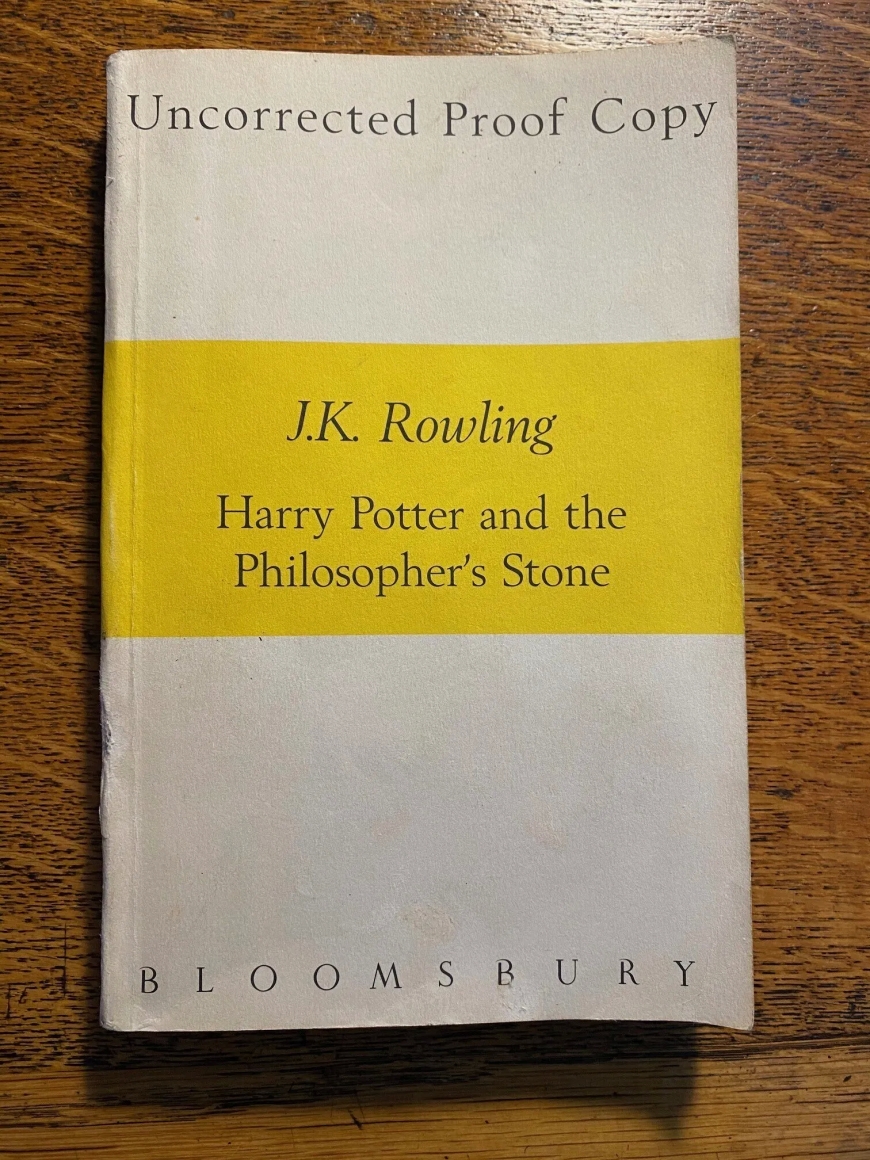 Uncorrected Proof Copy
J.K. Rowling
Harry Potter and the
Philosopher's Stone
BLOOMSBURY